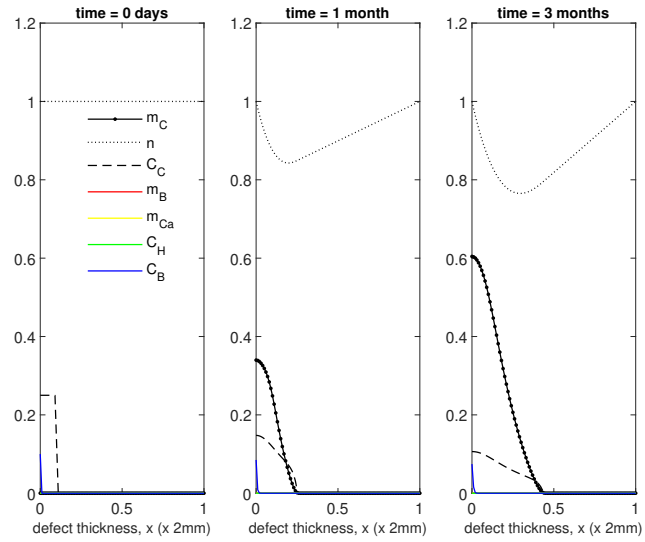 time = 0 days
time = 1 month
time = 3 months
1.2
1
0.8
0.6
0.4
0.2
0
0
0.5
1
defect thickness, x (x 2mm)
m_C
n
C_C
m_B
m_Ca
C_H
C_B
1.2
1
0.8
0.6
0.4
0.2
0
0
0.5
1
defect thickness, x (x 2mm)
1.2
1
0.8
0.6
0.4
0.2
0
0
0.5
1
defect thickness, x (x 2mm)